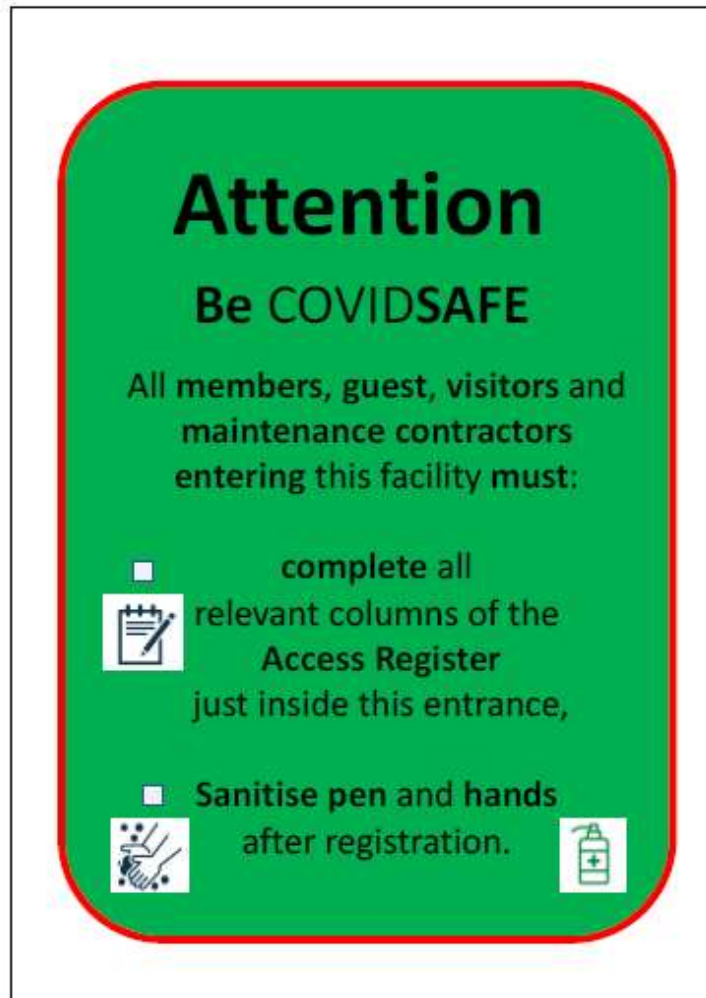 Attention
Be COVIDSAFE
All members, guest, visitors and
maintenance contractors
entering this facility must:
complete all
relevant columns of the
Access Register
just inside this entrance,
Sanitise pen and hands
after registration.